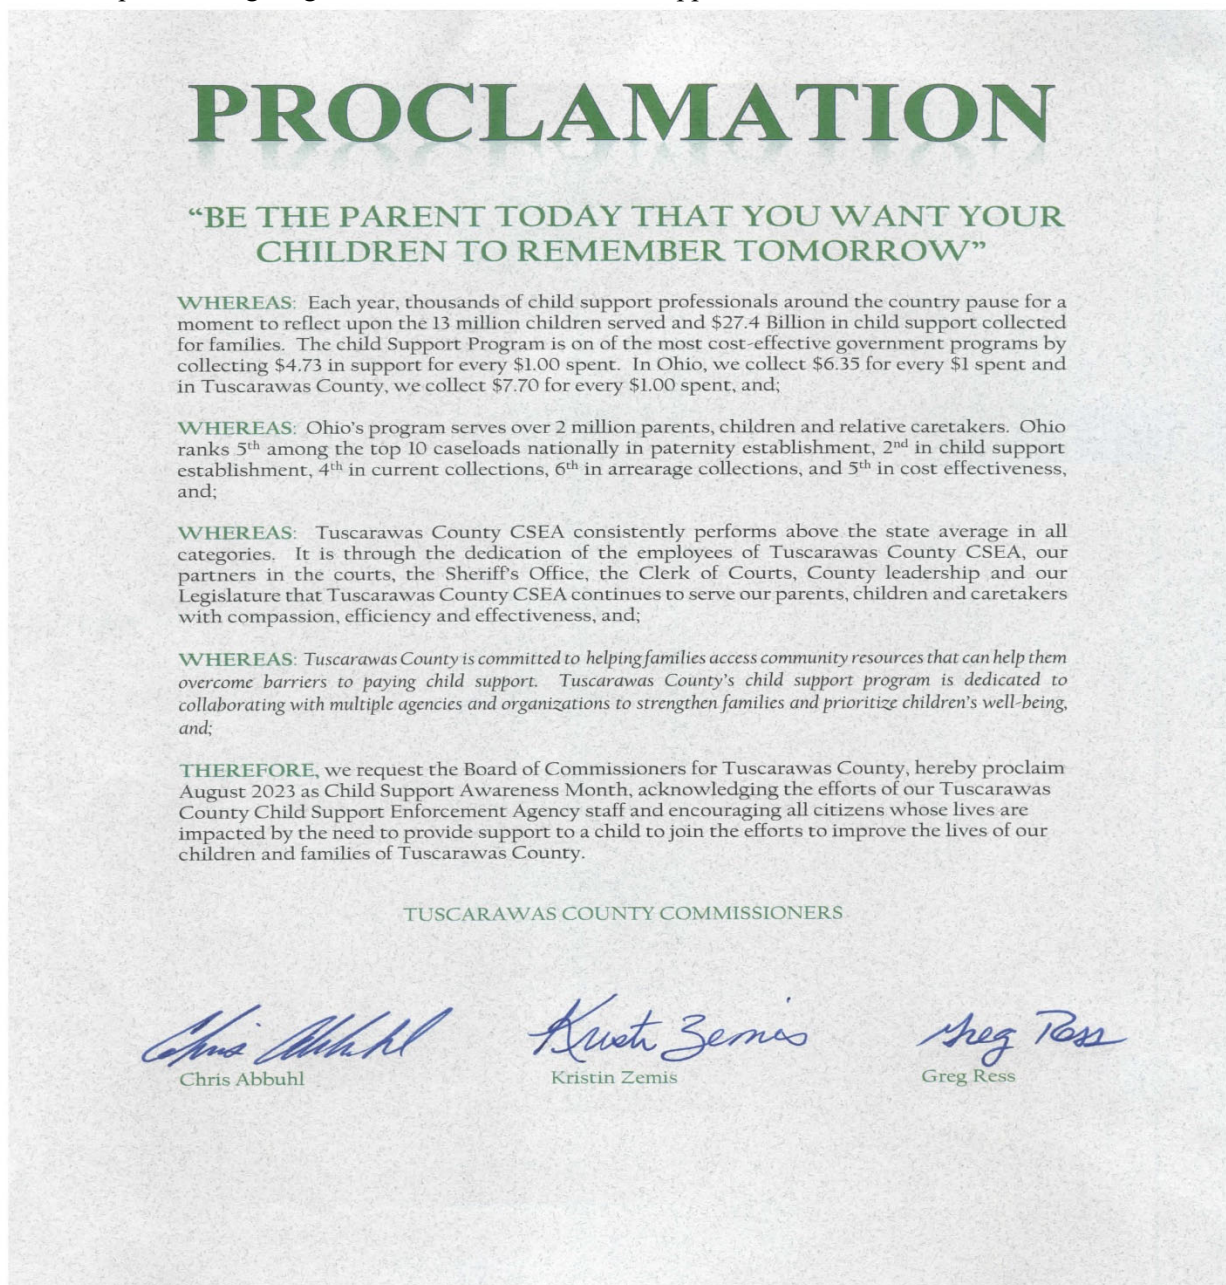 PROCLAMATION
“BE THE PARENT TODAY THAT YOU WANT YOUR
CHILDREN TO REMEMBER TOMORROW”
WHEREAS: Each year, thousands of child support professionals around the country pause for a
moment to reflect upon the 13 million children served and $27.4 Billion in child support collected
for families. The child Support Program is on of the most cost-effective government programs by
collecting $4.73 in support for every $1.00 spent. In Ohio, we collect $6.35 for every $1 spent and
in Tuscarawas County, we collect $7.70 for every $1.00 spent, and;
WHEREAS: Ohio’s program serves over 2 million parents, children and relative caretakers. Ohio
ranks 5th among the top 10 caseloads nationally in paternity establishment, 2nd in child support
establishment, 4th in current collections, 6th in arrearage collections, and 5th in cost effectiveness,
and;
WHEREAS: Tuscarawas County CSEA consistently performs above the state average in all
categories. It is through the dedication of the employees of Tuscarawas County CSEA, our
partners in the courts, the Sheriff’s Office, the Clerk of Courts, County leadership and our
Legislature that Tuscarawas County CSEA continues to serve our parents, children and caretakers
with compassion, efficiency and effectiveness, and;
WHEREAS: Tuscarawas County is committed to helping families access community resources that can help them
overcome barriers to paying child support. Tuscarawas County’s child support program is dedicated to
collaborating with multiple agencies and organizations to strengthen families and prioritize children’s well-being,
and;
THEREFORE, we request the Board of Commissioners for Tuscarawas County, hereby proclaim
August 2023 as Child Support Awareness Month, acknowledging the efforts of our Tuscarawas
County Child Support Enforcement Agency staff and encouraging all citizens whose lives are
impacted by the need to provide support to a child to join the efforts to improve the lives of our
children and families of Tuscarawas County.
TUSCARAWAS COUNTY COMMISSIONERS
Chris Abbuhl Kristin Zemis Greg Ress
Chris Abbuhl Kristin Zemis Greg Ress